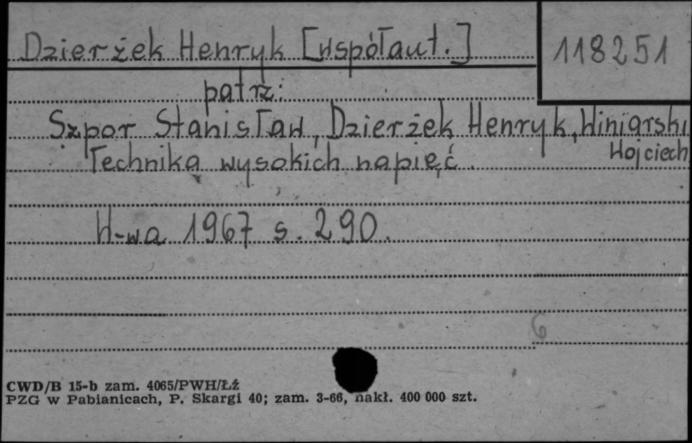 Dzierżek Henryk [współaut.]
118251
patrz:
Szpor Stanisław, Dzierżek Henryk, Winiarski
Wojciech
Technika wysokich napięć.
W-wa 1967 s. 290.
6
CWD/B 15-b zam. 4065/PWH/Łź
PZG w Pabianicach, P. Skargi 40; zam. 3-66, nakł. 400 000 szt.